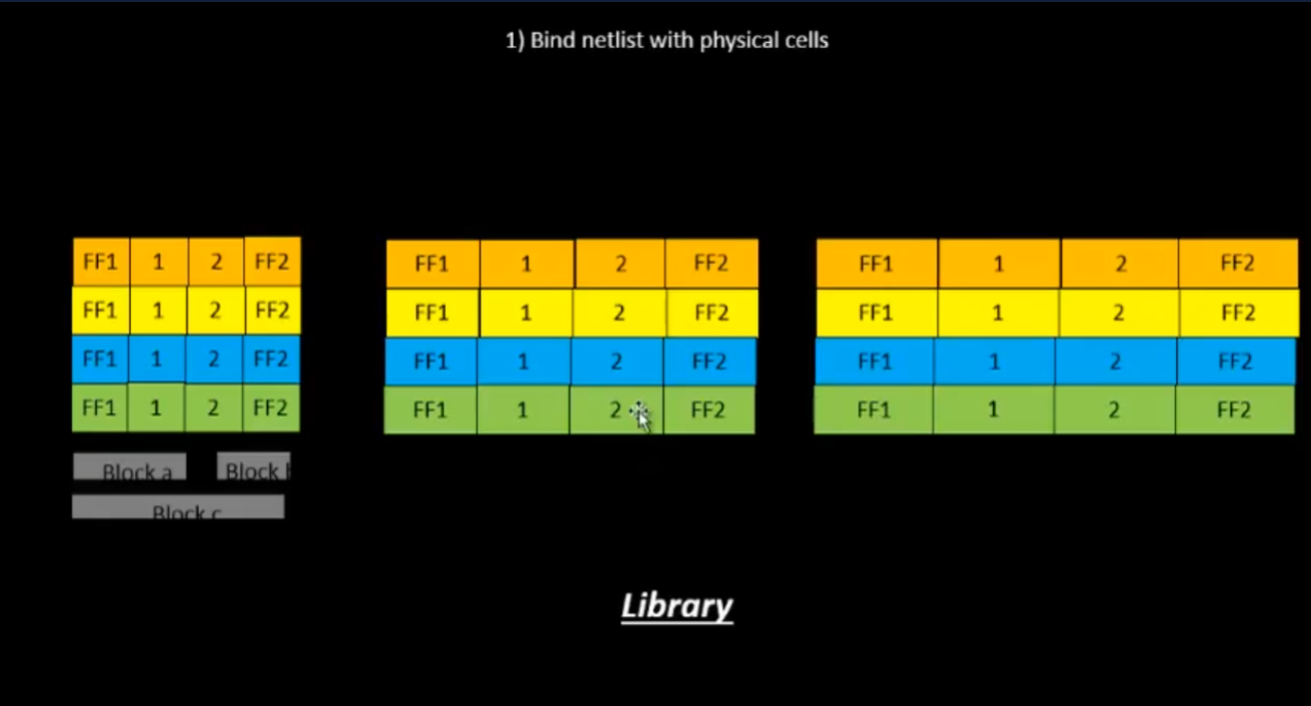 1) Bind netlist with physical cells
FF1 1 2 FF2 FF1 1 2 FF2 FF1 1 2 FF2
FF1 1 2 FF2 FF1 1 2 FF2 FF1 1 2 FF2
FF1 1 2 FF2 FF1 1 2 FF2 FF1 1 2 FF2
FF1 1 2 FF2 FF1 1 2 FF2 FF1 1 2 FF2
Block a Block
Block c
Library